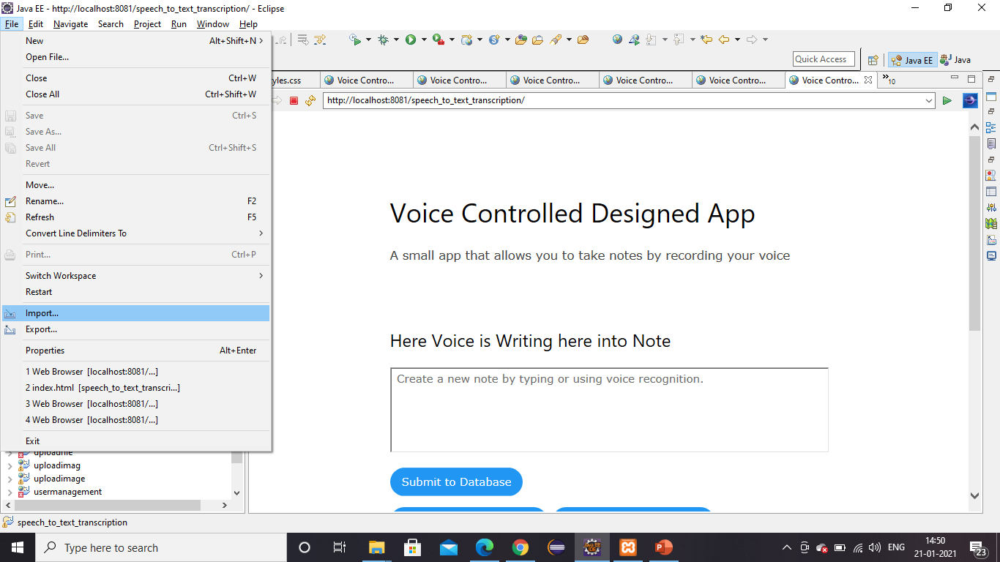 Java EE - http://localhost:8081/speech_to_text_transcription/ - Eclipse
File Edit Navigate Search Project Run Window Help
New Alt+Shift+N
Open File...
Close Ctrl+W
Close All Ctrl+Shift+W
Save Ctrl+S
Save As...
Save All Ctrl+Shift+S
Revert
Move...
Rename... F2
Refresh F5
Convert Line Delimiters To
Print... Ctrl+P
Switch Workspace
Restart
Import...
Export...
Properties Alt+Enter
1 Web Browser [localhost:8081/...]
2 index.html [speech_to_text_transcri...]
3 Web Browser [localhost:8081/...]
4 Web Browser [localhost:8081/...]
Exit
uploadfile
uploadimag
uploadimage
usermanagement
speech_to_text_transcription
Quick Access
Java EE Java
yles.css Voice Contro... Voice Contro... Voice Contro... Voice Contro... Voice Contro... Voice Contro... »10
http://localhost:8081/speech_to_text_transcription/
Voice Controlled Designed App
A small app that allows you to take notes by recording your voice
Here Voice is Writing here into Note
Create a new note by typing or using voice recognition.
Submit to Database
Type here to search
ENG
14:50
21-01-2021
23